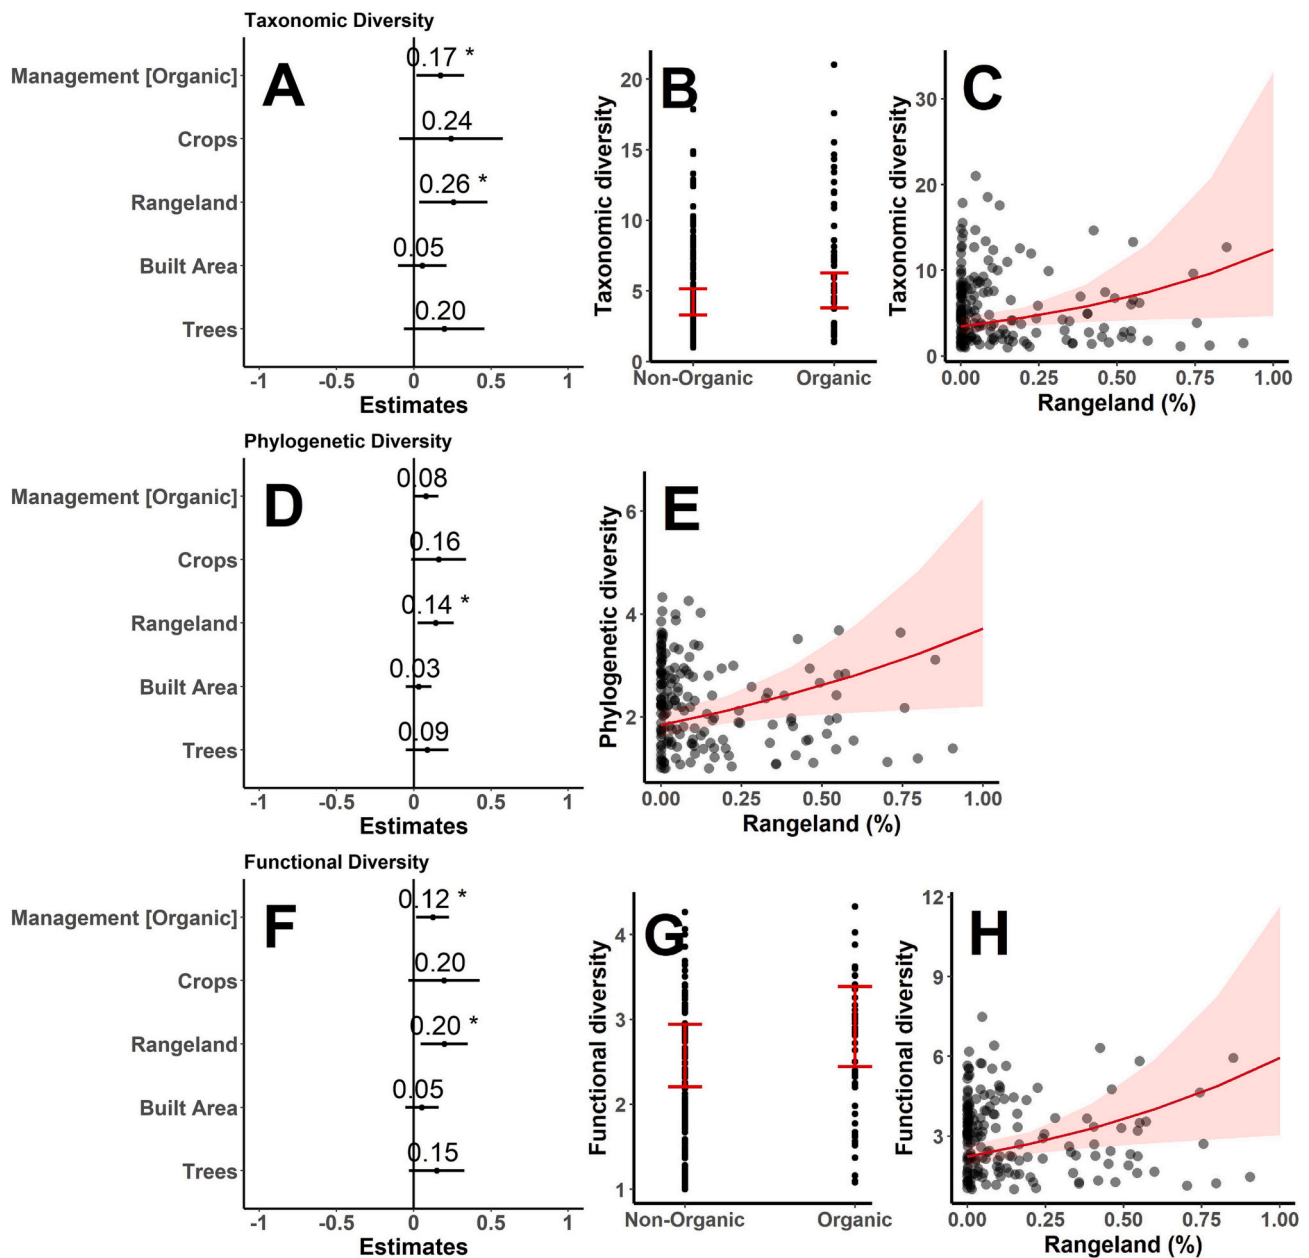 Taxonomic Diversity
A
Management [Organic]
0.17 *
Crops
0.24
Rangeland
0.26 *
Built Area
0.05
Trees
0.20
-1 -0.5 0 0.5 1
Estimates
B
Taxonomic diversity
20
15
10
5
0
Non-Organic Organic
C
Taxonomic diversity
30
20
10
0
0.00 0.25 0.50 0.75 1.00
Rangeland (%)
Phylogenetic Diversity
D
Management [Organic]
0.08
Crops
0.16
Rangeland
0.14 *
Built Area
0.03
Trees
0.09
-1 -0.5 0 0.5 1
Estimates
E
Phylogenetic diversity
6
4
2
0.00 0.25 0.50 0.75 1.00
Rangeland (%)
Functional Diversity
F
Management [Organic]
0.12 *
Crops
0.20
Rangeland
0.20 *
Built Area
0.05
Trees
0.15
-1 -0.5 0 0.5 1
Estimates
G
Functional diversity
4
3
2
1
Non-Organic Organic
H
Functional diversity
12
9
6
3
0.00 0.25 0.50 0.75 1.00
Rangeland (%)